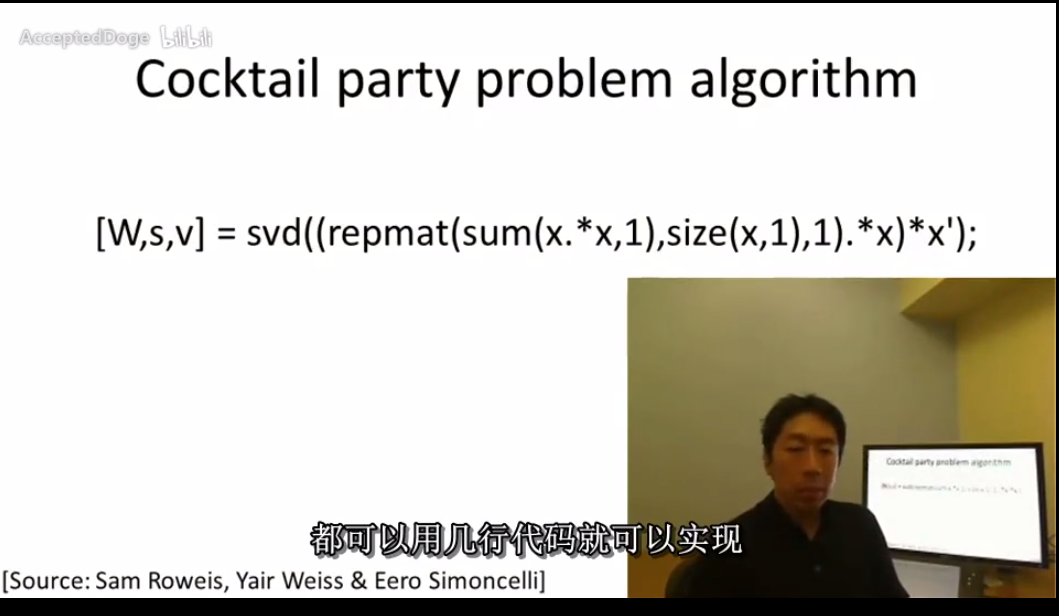 AcceptedDoge bilibili
Cocktail party problem algorithm
[W,s,v] = svd((repmat(sum(x.*x,1),size(x,1),1).*x)*x');
Cocktail party problem algorithm
都可以用几行代码就可以实现
[Source: Sam Roweis, Yair Weiss & Eero Simoncelli]